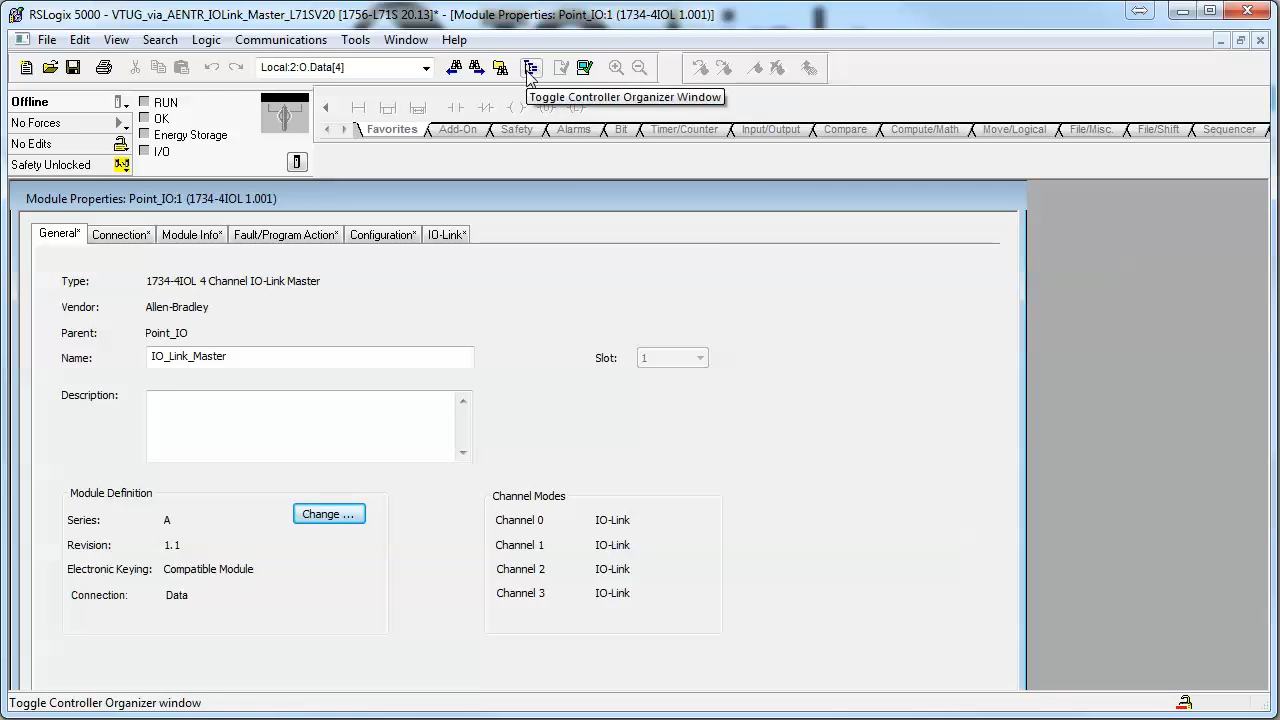 RSLogix 5000 - VTUG_via_AENTR_IOLink_Master_L71SV20 [1756-L71S 20.13]* - [Module Properties: Point_IO:1 (1734-4IOL 1.001)]
File Edit View Search Logic Communications Tools Window Help
Local:2:O.Data[4]
Toggle Controller Organizer Window
Offline
No Forces
No Edits
Safety Unlocked
RUN
OK
Energy Storage
I/O
Favorites Add-On Safety Alarms Bit Timer/Counter Input/Output Compare Compute/Math Move/Logical File/Misc. File/Shift Sequencer
Module Properties: Point_IO:1 (1734-4IOL 1.001)
General* Connection* Module Info* Fault/Program Action* Configuration* IO-Link*
Type: 1734-4IOL 4 Channel IO-Link Master
Vendor: Allen-Bradley
Parent: Point_IO
Name: IO_Link_Master Slot: 1
Description:
Module Definition
Series: A Change ...
Revision: 1.1
Electronic Keying: Compatible Module
Connection: Data
Channel Modes
Channel 0 IO-Link
Channel 1 IO-Link
Channel 2 IO-Link
Channel 3 IO-Link
Toggle Controller Organizer window